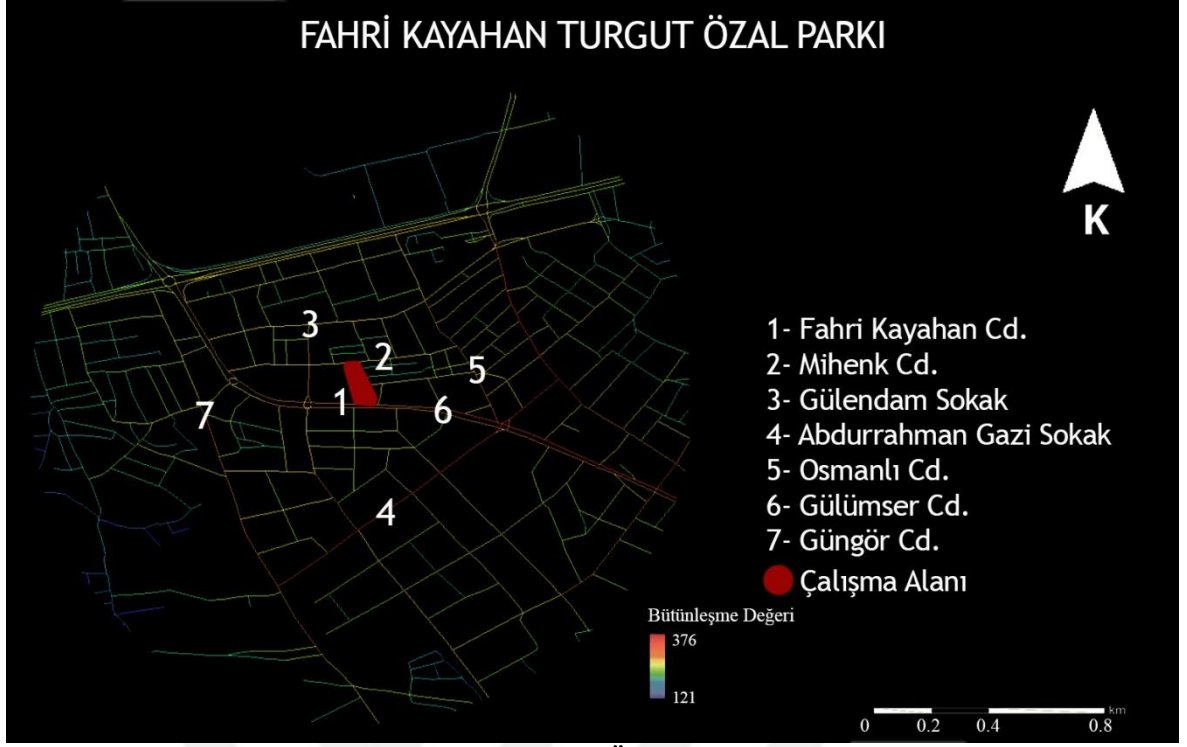 FAHRİ KAYAHAN TURGUT ÖZAL PARKI
K
3
2
5
1
6
7
4
1- Fahri Kayahan Cd.
2- Mihenk Cd.
3- Gülendam Sokak
4- Abdurrahman Gazi Sokak
5- Osmanlı Cd.
6- Gülümser Cd.
7- Güngör Cd.
Çalışma Alanı
Bütünleşme Değeri
376
121
km
0 0.2 0.4 0.8